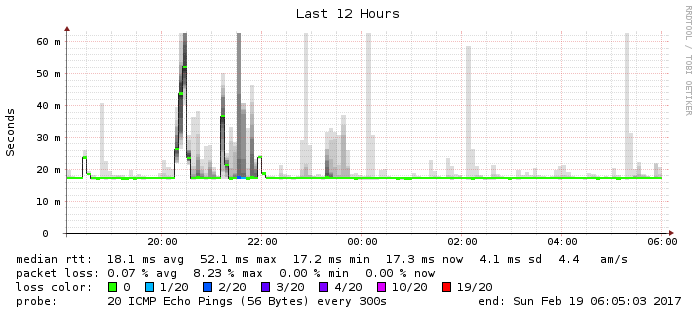 Last 12 Hours
RRDTOOL / TOBI OETIKER
Seconds
60 m
50 m
40 m
30 m
20 m
10 m
0
20:00 22:00 00:00 02:00 04:00 06:00
median rtt: 18.1 ms avg 52.1 ms max 17.2 ms min 17.3 ms now 4.1 ms sd 4.4 am/s
packet loss: 0.07 % avg 8.23 % max 0.00 % min 0.00 % now
loss color: 0 1/20 2/20 3/20 4/20 10/20 19/20
probe: 20 ICMP Echo Pings (56 Bytes) every 300s end: Sun Feb 19 06:05:03 2017